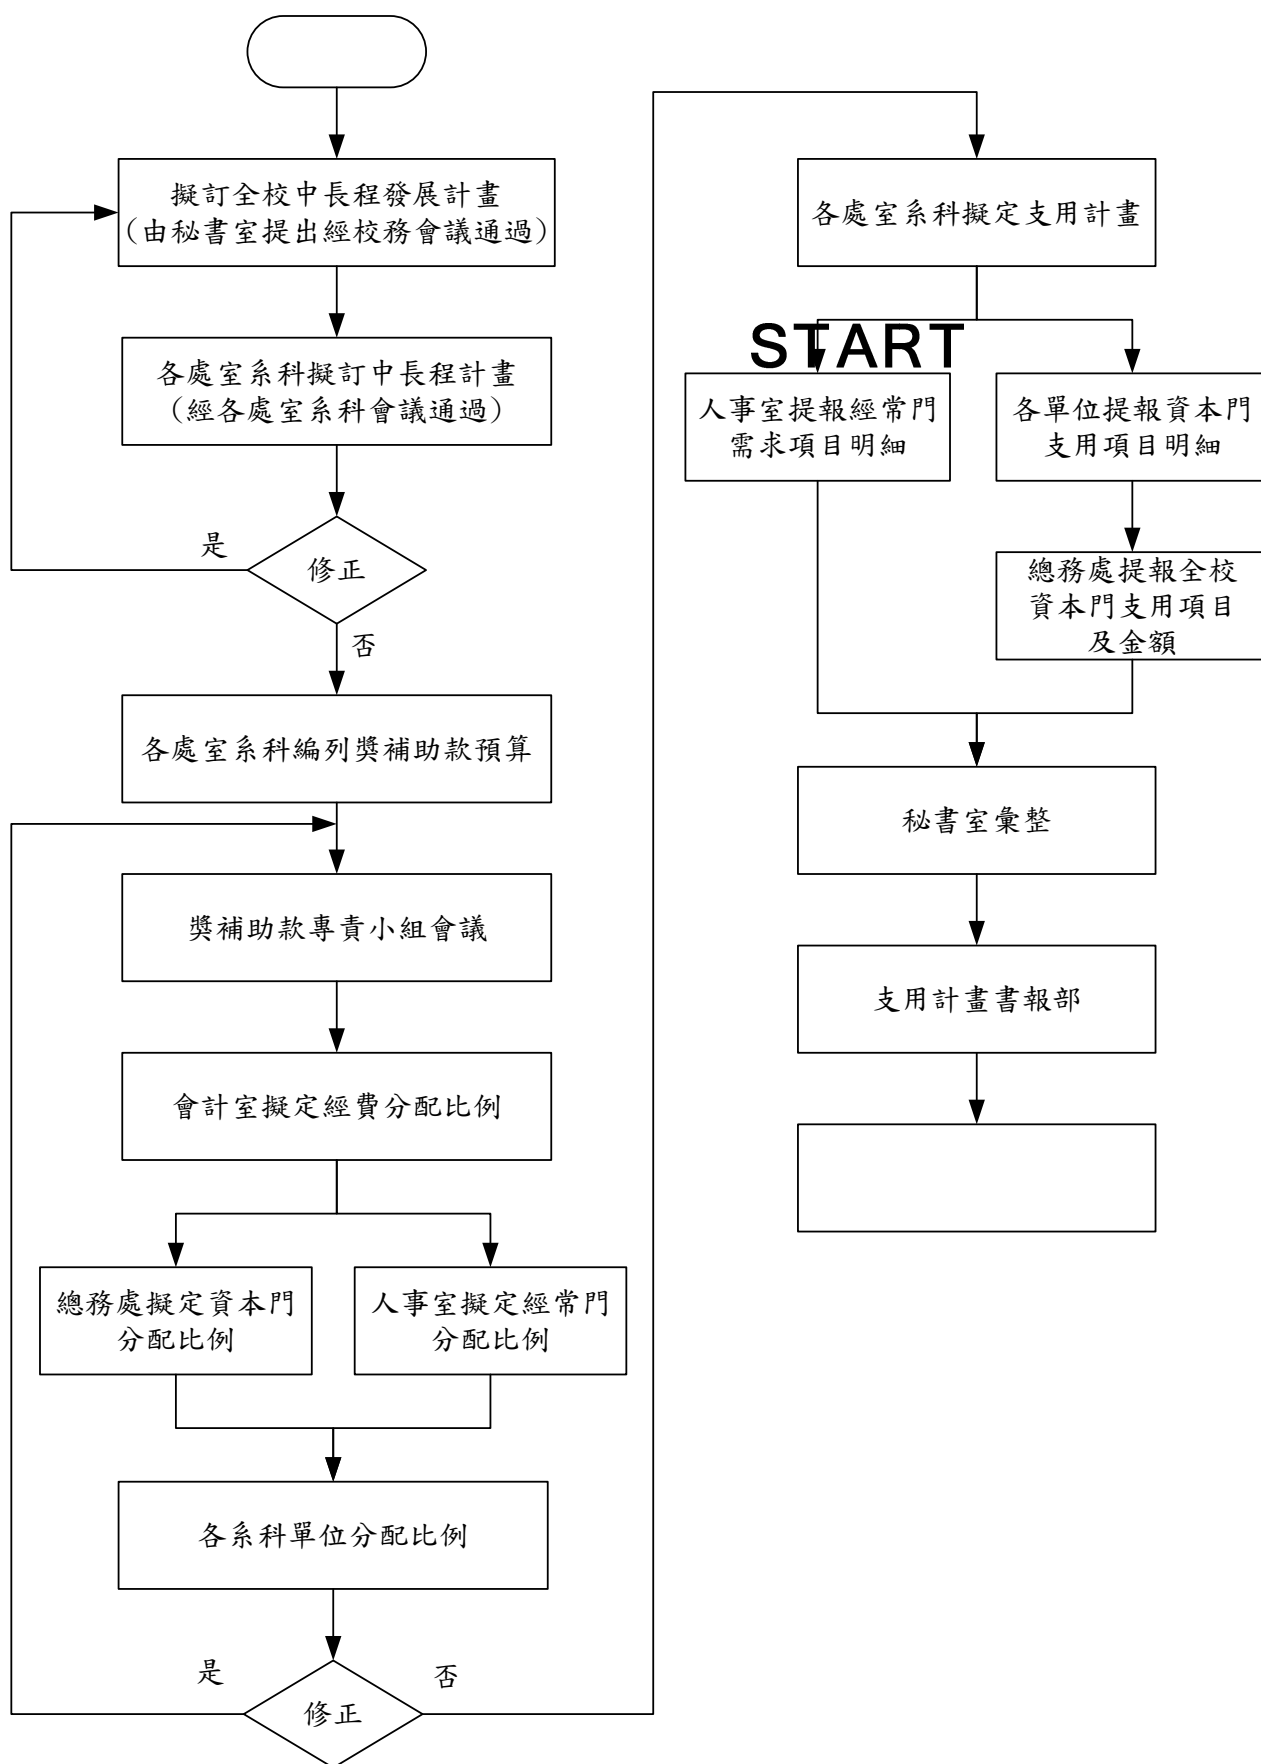 擬訂全校中長程發展計畫
(由秘書室提出經校務會議通過)
各處室系科擬訂中長程計畫
(經各處室系科會議通過)
是
修正
否
各處室系科編列獎補助款預算
獎補助款專責小組會議
會計室擬定經費分配比例
總務處擬定資本門
分配比例
人事室擬定經常門
分配比例
各系科單位分配比例
是
修正
否
各處室系科擬定支用計畫
START
人事室提報經常門
需求項目明細
各單位提報資本門
支用項目明細
總務處提報全校
資本門支用項目
及金額
秘書室彙整
支用計畫書報部